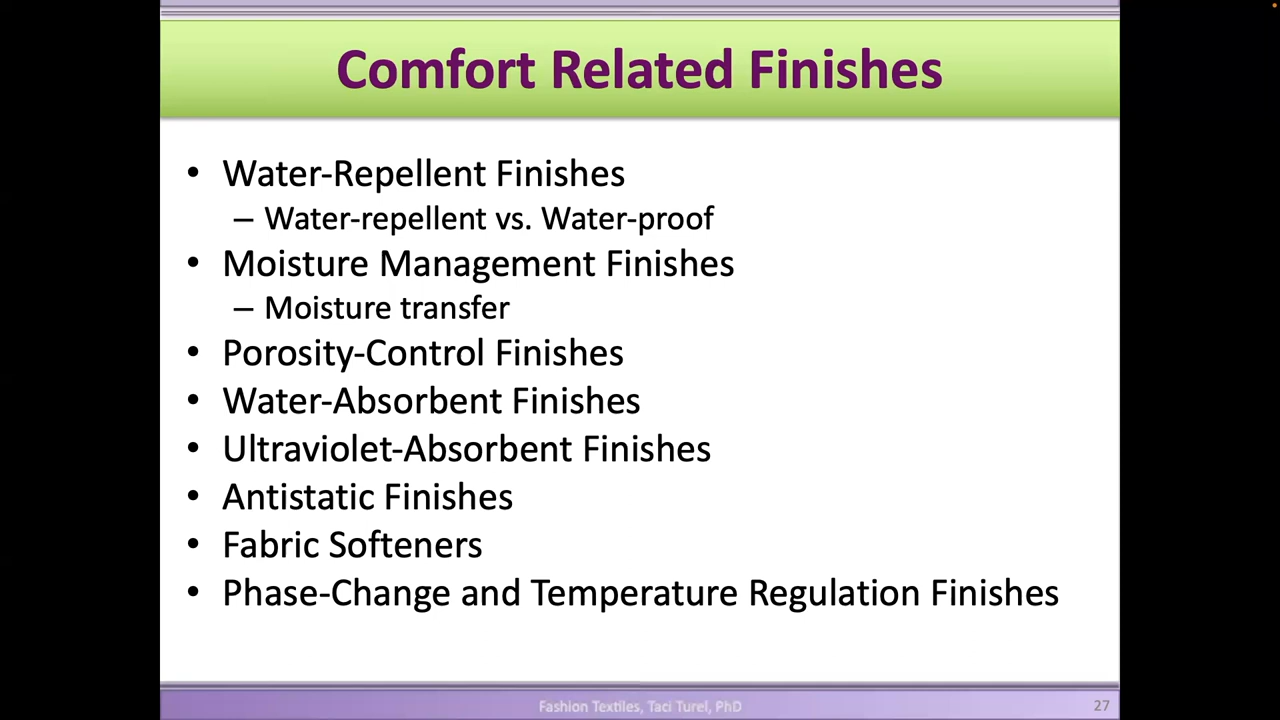 Comfort Related Finishes
• Water-Repellent Finishes
– Water-repellent vs. Water-proof
• Moisture Management Finishes
– Moisture transfer
• Porosity-Control Finishes
• Water-Absorbent Finishes
• Ultraviolet-Absorbent Finishes
• Antistatic Finishes
• Fabric Softeners
• Phase-Change and Temperature Regulation Finishes
Fashion Textiles, Taci Turel, PhD
27